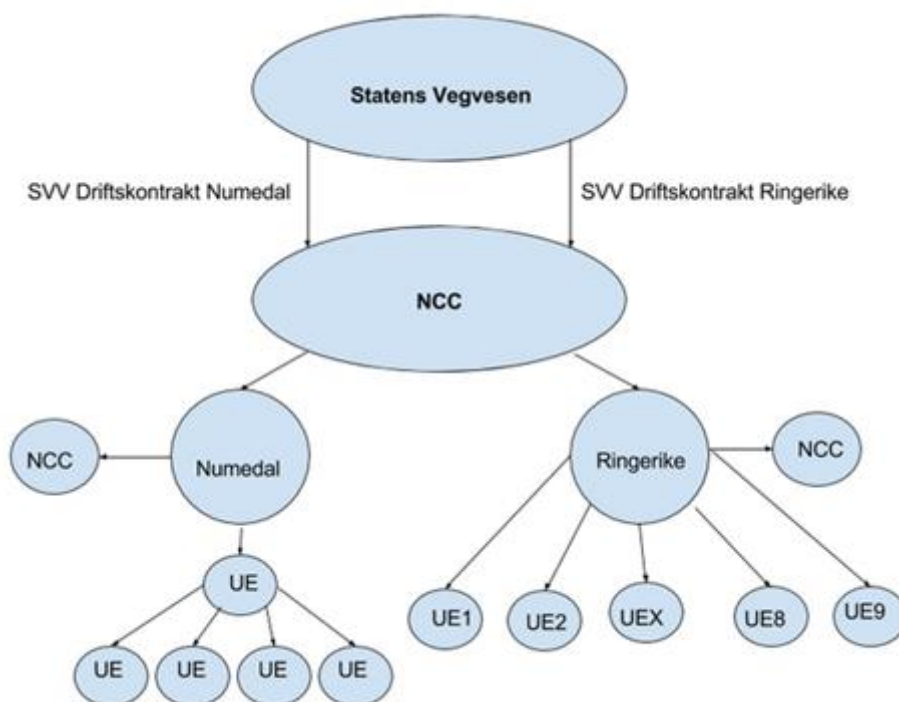 Statens Vegvesen
SVV Driftskontrakt Numedal
SVV Driftskontrakt Ringerike
NCC
NCC
Numedal
Ringerike
NCC
UE
UE1
UE2
UEX
UE8
UE9
UE
UE
UE
UE